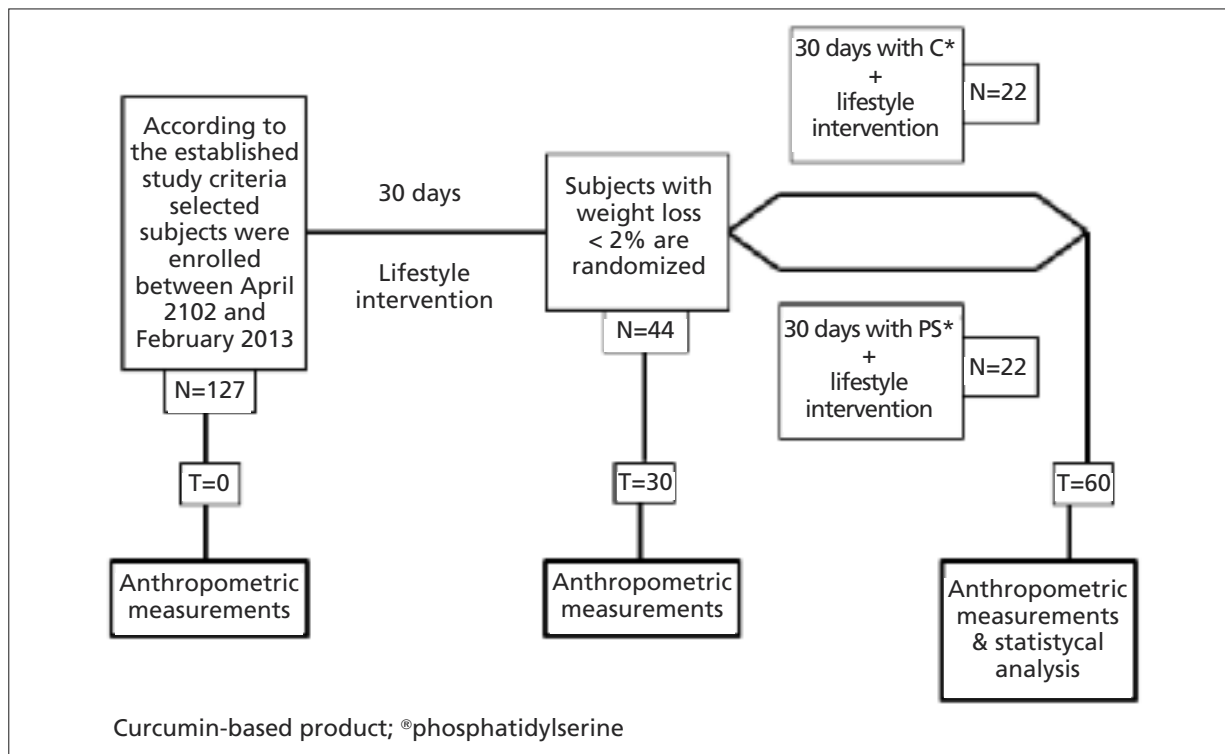 According to
the established
study criteria
selected
subjects were
enrolled
between April
2102 and
February 2013
N=127
T=0
Anthropometric
measurements
30 days
Lifestyle
intervention
Subjects with
weight loss
< 2% are
randomized
N=44
T=30
Anthropometric
measurements
30 days with C*
+
lifestyle
intervention
N=22
30 days with PS*
+
lifestyle
intervention
N=22
T=60
Anthropometric
measurements
& statistycal
analysis
Curcumin-based product; ®phosphatidylserine